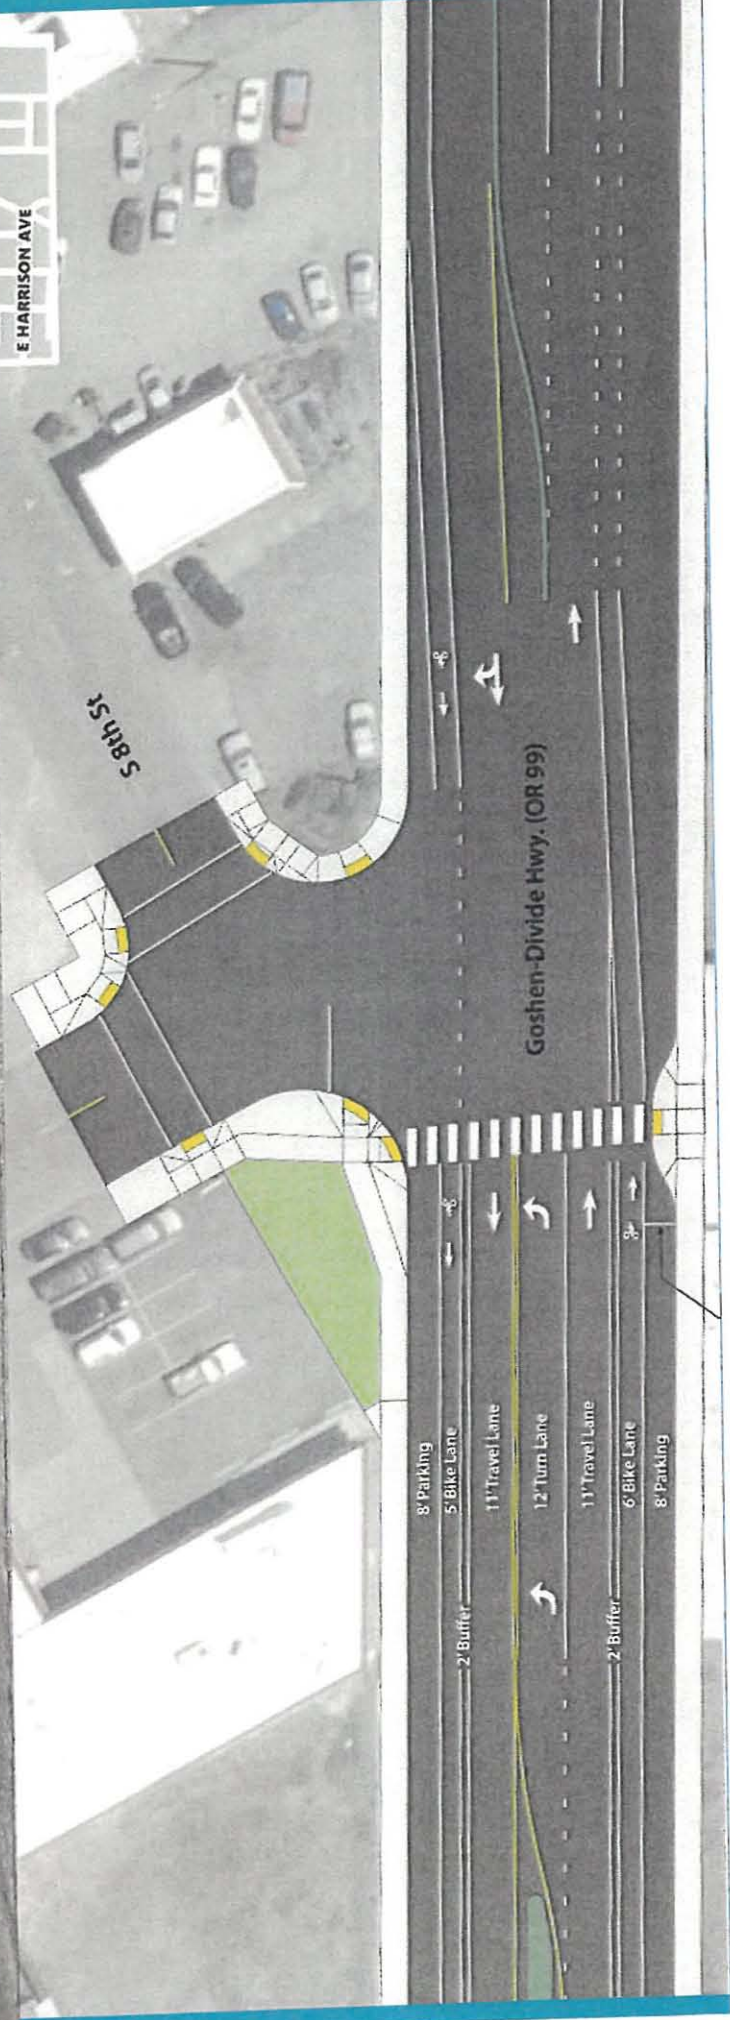 E HARRISON AVE
S 8th St
Goshen-Divide Hwy. (OR 99)
8' Parking
5' Bike Lane
2' Buffer
11' Travel Lane
12' Turn Lane
11' Travel Lane
2' Buffer
6' Bike Lane
8' Parking